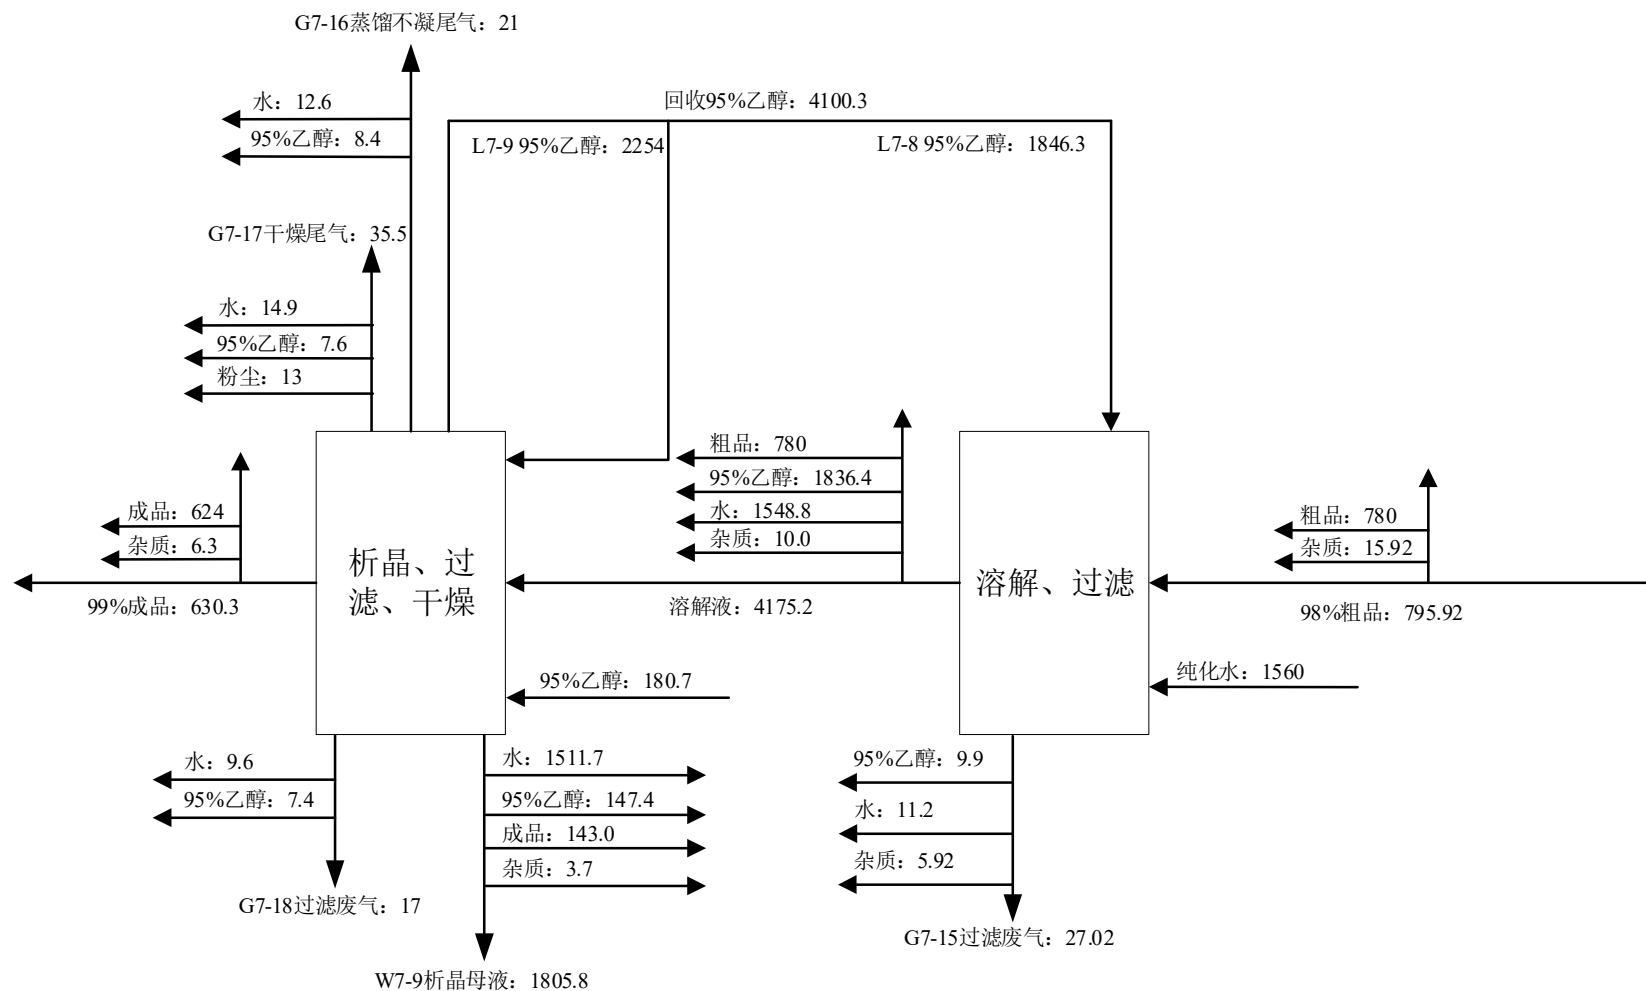 G7-16蒸馏不凝尾气：21
水：12.6
95%乙醇：8.4
回收95%乙醇：4100.3
L7-9 95%乙醇：2254
L7-8 95%乙醇：1846.3
G7-17干燥尾气：35.5
水：14.9
95%乙醇：7.6
粉尘：13
粗品：780
95%乙醇：1836.4
水：1548.8
杂质：10.0
粗品：780
杂质：15.92
成品：624
杂质：6.3
析晶、过
滤、干燥
溶解、过滤
99%成品：630.3
溶解液：4175.2
98%粗品：795.92
95%乙醇：180.7
纯化水：1560
水：9.6
95%乙醇：7.4
水：1511.7
95%乙醇：147.4
成品：143.0
杂质：3.7
95%乙醇：9.9
水：11.2
杂质：5.92
G7-18过滤废气：17
G7-15过滤废气：27.02
W7-9析晶母液：1805.8